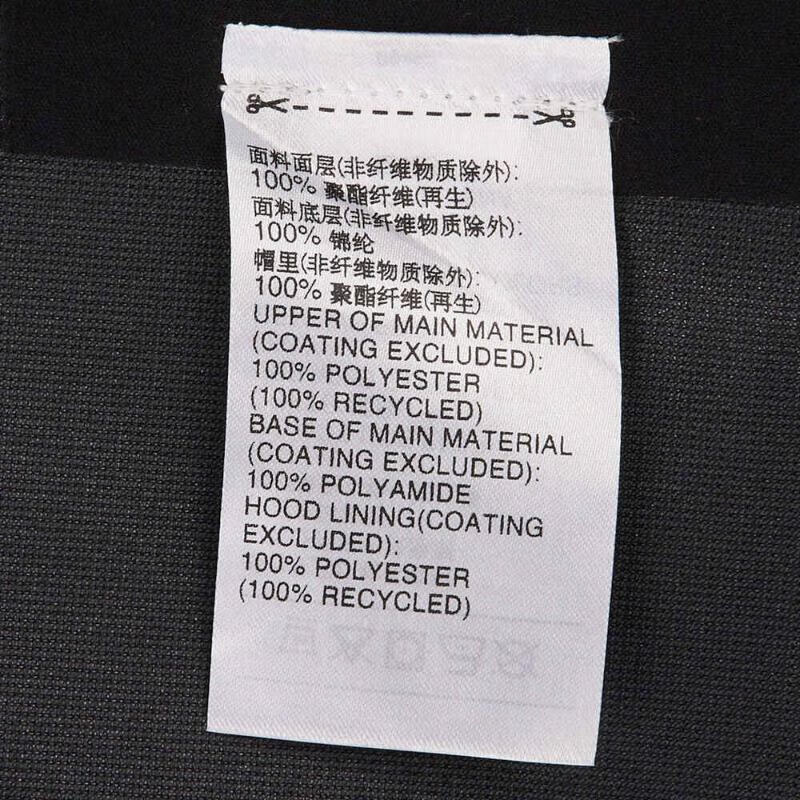 面料面层(非纤维物质除外):
100% 聚酯纤维(再生)
面料底层(非纤维物质除外):
100% 锦纶
帽里(非纤维物质除外):
100% 聚酯纤维(再生)
UPPER OF MAIN MATERIAL
(COATING EXCLUDED):
100% POLYESTER
(100% RECYCLED)
BASE OF MAIN MATERIAL
(COATING EXCLUDED):
100% POLYAMIDE
HOOD LINING(COATING
EXCLUDED):
100% POLYESTER
(100% RECYCLED)